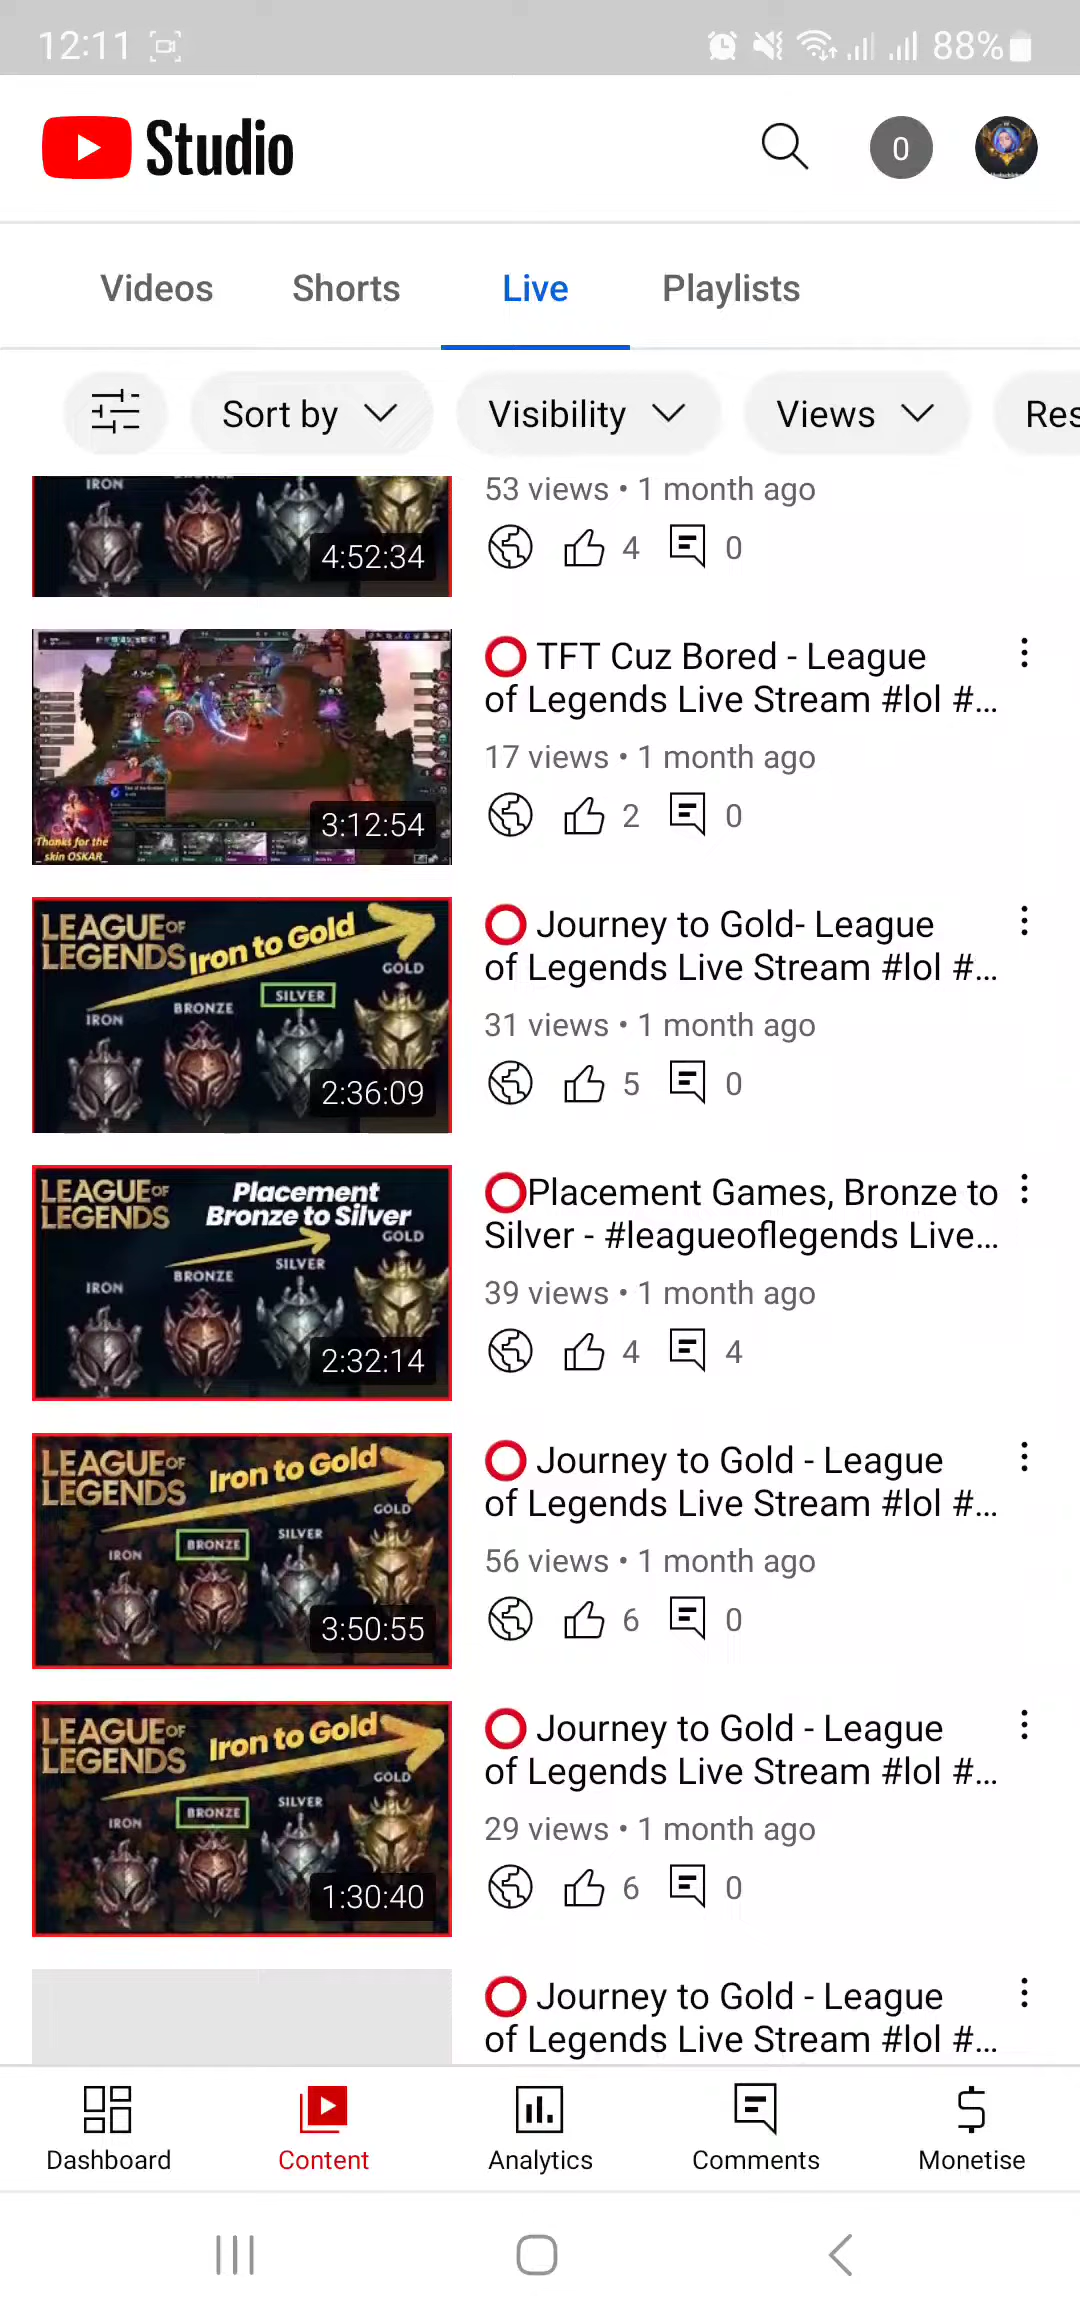 12:11
88%
Studio
0
Videos
Shorts
Live
Playlists
Sort by
Visibility
Views
Res
IRON
4:52:34
53 views • 1 month ago
4
0
Thanks for the
skin OSKAR_
3:12:54
TFT Cuz Bored - League
of Legends Live Stream #lol #...
17 views • 1 month ago
2
0
LEAGUE OF
LEGENDS
Iron to Gold
GOLD
SILVER
BRONZE
IRON
2:36:09
Journey to Gold- League
of Legends Live Stream #lol #...
31 views • 1 month ago
5
0
LEAGUE OF
LEGENDS
Placement
Bronze to Silver
GOLD
SILVER
BRONZE
IRON
2:32:14
Placement Games, Bronze to
Silver - #leagueoflegends Live...
39 views • 1 month ago
4
4
LEAGUE OF
LEGENDS
Iron to Gold
GOLD
SILVER
BRONZE
IRON
3:50:55
Journey to Gold - League
of Legends Live Stream #lol #...
56 views • 1 month ago
6
0
LEAGUE OF
LEGENDS
Iron to Gold
GOLD
SILVER
BRONZE
IRON
1:30:40
Journey to Gold - League
of Legends Live Stream #lol #...
29 views • 1 month ago
6
0
Journey to Gold - League
of Legends Live Stream #lol #...
Dashboard
Content
Analytics
Comments
Monetise